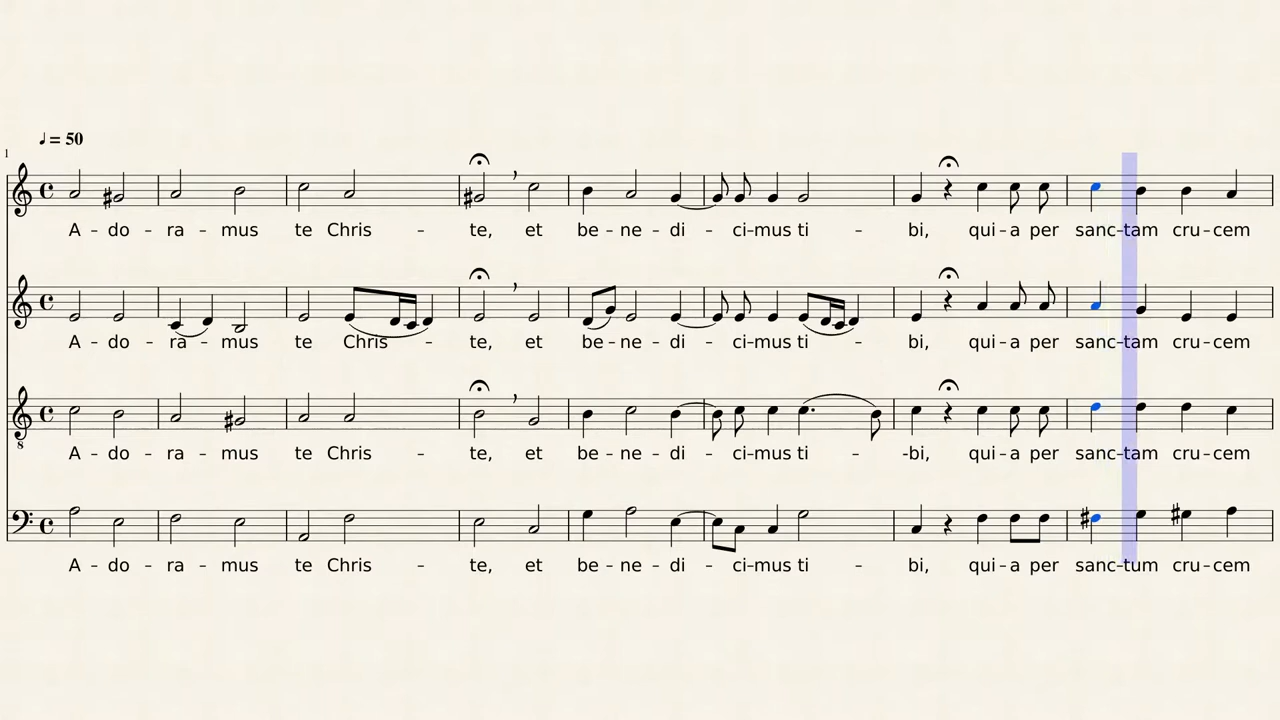 ♩= 50
1
A – do – ra – mus te Chris – te, et be – ne – di – ci – mus ti – bi, qui – a per sanc – tam cru – cem
A – do – ra – mus te Chris – te, et be – ne – di – ci – mus ti – bi, qui – a per sanc – tam cru – cem
A – do – ra – mus te Chris – te, et be – ne – di – ci – mus ti – -bi, qui – a per sanc – tam cru – cem
8
A – do – ra – mus te Chris – te, et be – ne – di – ci – mus ti – bi, qui – a per sanc – tum cru – cem